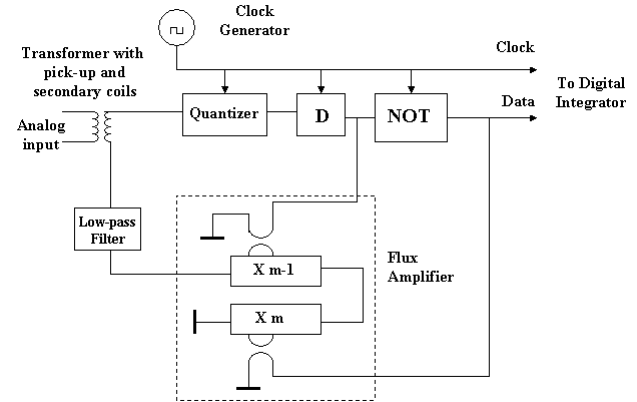 Clock
Generator
Transformer with
pick-up and
secondary coils
Clock
To Digital
Integrator
Analog
input
Quantizer
D
NOT
Data
Low-pass
Filter
X m-1
X m
Flux
Amplifier